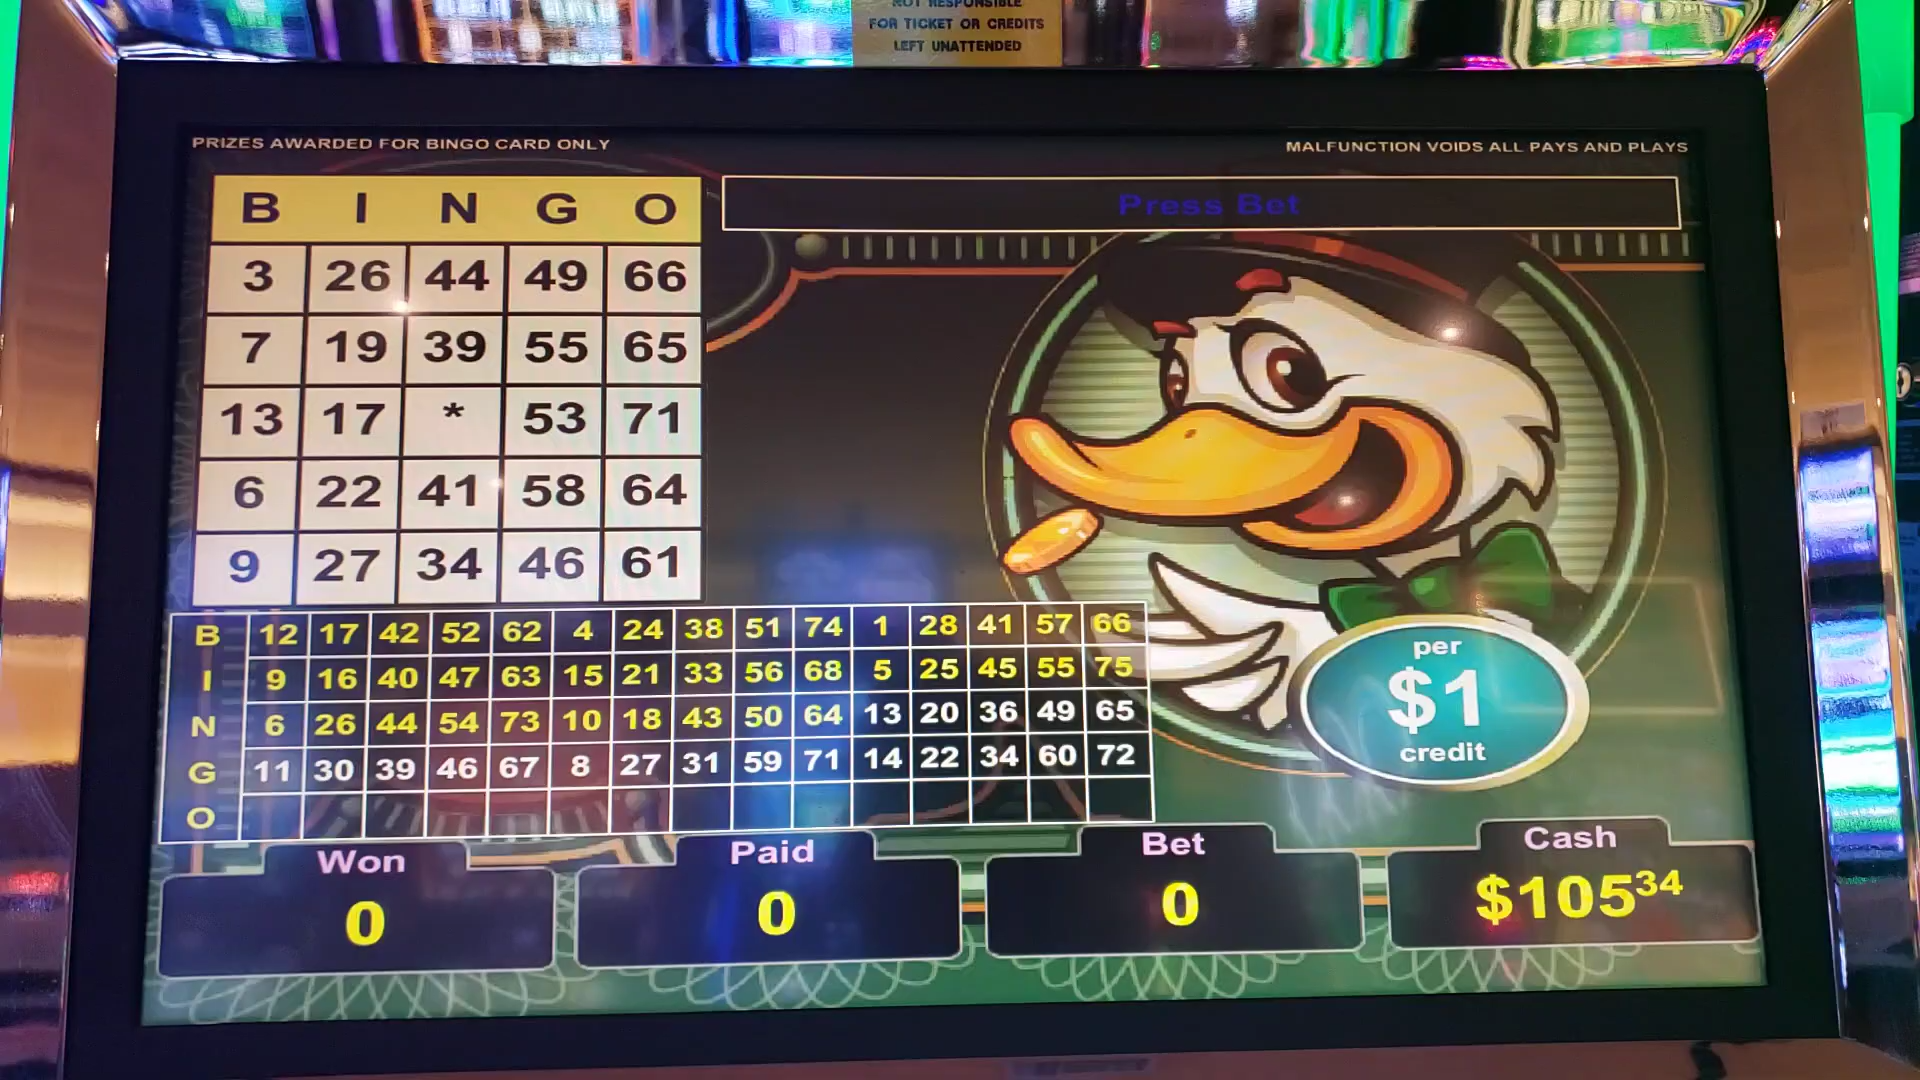 NOT RESPONSIBLE
FOR TICKET OR CREDITS
LEFT UNATTENDED
PRIZES AWARDED FOR BINGO CARD ONLY
MALFUNCTION VOIDS ALL PAYS AND PLAYS
B I N G O
Press Bet
3 26 44 49 66
7 19 39 55 65
13 17 * 53 71
6 22 41 58 64
9 27 34 46 61
B 12 17 42 52 62 4 24 38 51 74 1 28 41 57 66
I 9 16 40 47 63 15 21 33 56 68 5 25 45 55 75
N 6 26 44 54 73 10 18 43 50 64 13 20 36 49 65
G 11 30 39 46 67 8 27 31 59 71 14 22 34 60 72
O
per
$1
credit
Won
0
Paid
0
Bet
0
Cash
$10534